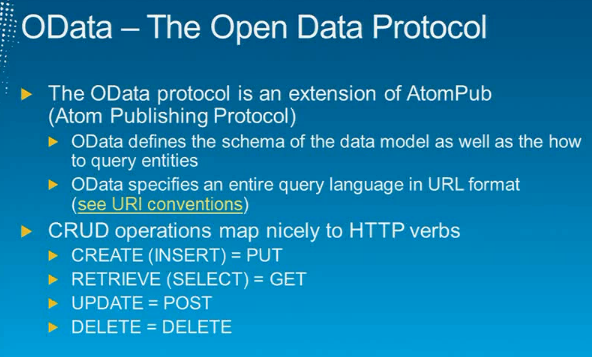 OData – The Open Data Protocol
The OData protocol is an extension of AtomPub
(Atom Publishing Protocol)
OData defines the schema of the data model as well as the how
to query entities
OData specifies an entire query language in URL format
(see URI conventions)
CRUD operations map nicely to HTTP verbs
CREATE (INSERT) = PUT
RETRIEVE (SELECT) = GET
UPDATE = POST
DELETE = DELETE